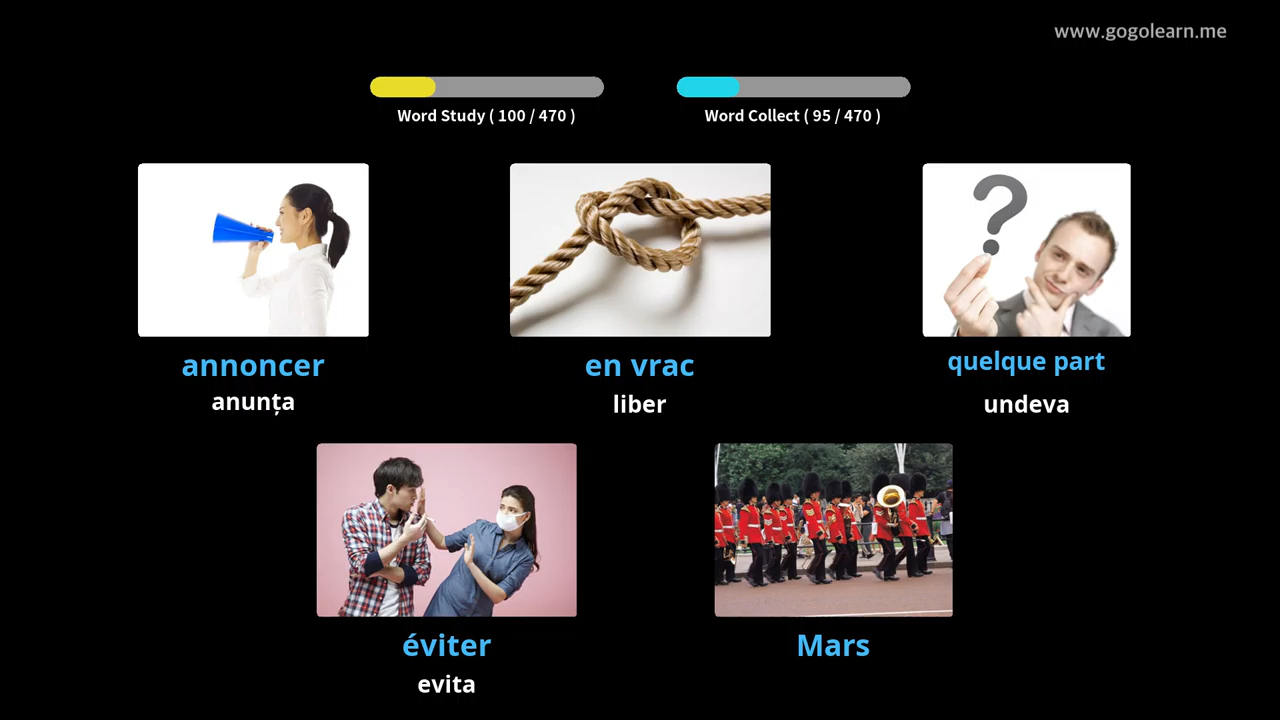 www.gogolearn.me
Word Study ( 100 / 470 )
Word Collect ( 95 / 470 )
annoncer
anunța
en vrac
liber
quelque part
undeva
éviter
evita
Mars